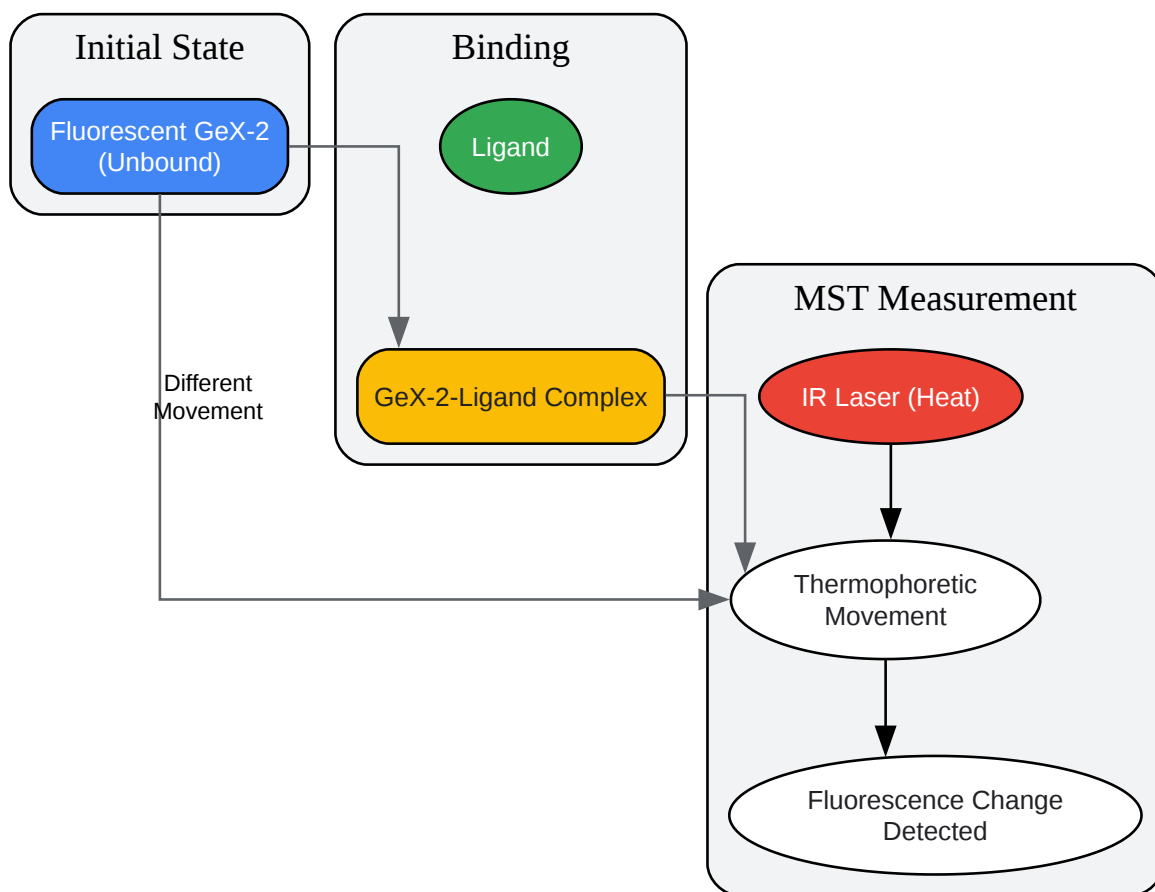 Initial State
Fluorescent GeX-2
(Unbound)
Binding
Ligand
GeX-2-Ligand Complex
Different
Movement
MST Measurement
IR Laser (Heat)
Thermophoretic
Movement
Fluorescence Change
Detected